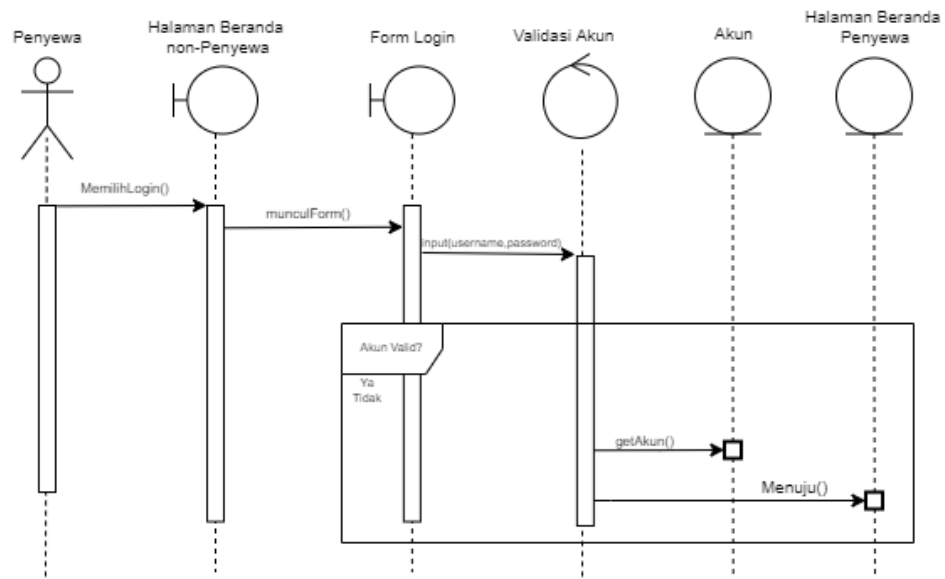 Penyewa
Halaman Beranda
non-Penyewa
Form Login
Validasi Akun
Akun
Halaman Beranda
Penyewa
MemilihLogin()
munculForm()
input(username,password)
Akun Valid?
Ya
Tidak
getAkun()
Menuju()